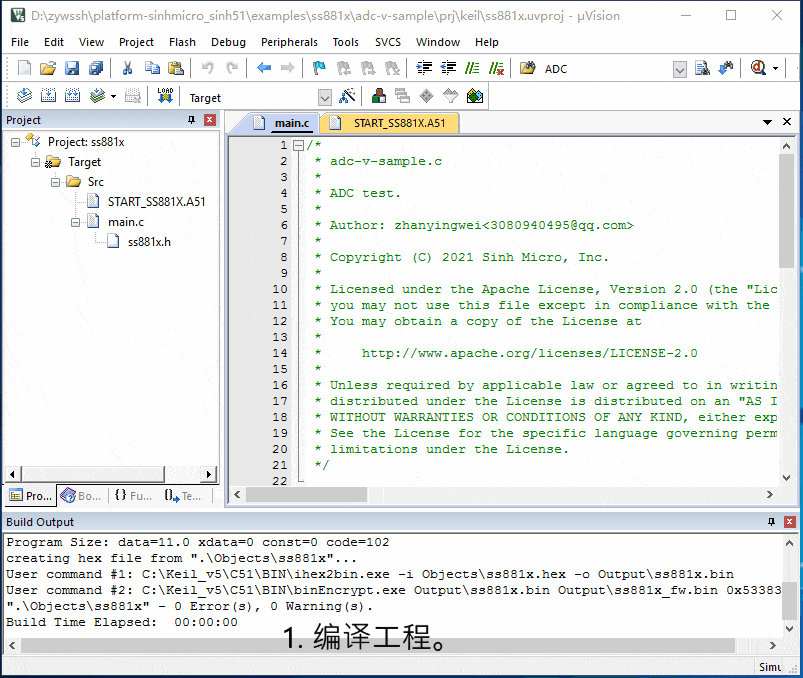 D:\zywssh\platform-sinhmicro_sinh51\examples\ss881x\adc-v-sample\prj\keil\ss881x.uvproj - µVision
File Edit View Project Flash Debug Peripherals Tools SVCS Window Help
ADC
LOAD Target
Project
Project: ss881x
Target
Src
START_SS881X.A51
main.c
ss881x.h
Pro... Bo... {} Fu... Te...
main.c START_SS881X.A51
1 /*
2 * adc-v-sample.c
3 *
4 * ADC test.
5 *
6 * Author: zhanyingwei<3080940495@qq.com>
7 *
8 * Copyright (C) 2021 Sinh Micro, Inc.
9 *
10 * Licensed under the Apache License, Version 2.0 (the "Lic
11 * you may not use this file except in compliance with the
12 * You may obtain a copy of the License at
13 *
14 * http://www.apache.org/licenses/LICENSE-2.0
15 *
16 * Unless required by applicable law or agreed to in writin
17 * distributed under the License is distributed on an "AS I
18 * WITHOUT WARRANTIES OR CONDITIONS OF ANY KIND, either exp
19 * See the License for the specific language governing perm
20 * limitations under the License.
21 */
22
Build Output
Program Size: data=11.0 xdata=0 const=0 code=102
creating hex file from ".\Objects\ss881x"...
User command #1: C:\Keil_v5\C51\BIN\ihex2bin.exe -i Objects\ss881x.hex -o Output\ss881x.bin
User command #2: C:\Keil_v5\C51\BIN\binEncrypt.exe Output\ss881x.bin Output\ss881x_fw.bin 0x53383
".\Objects\ss881x" - 0 Error(s), 0 Warning(s).
Build Time Elapsed: 00:00:00
1. 编译工程。
Simu